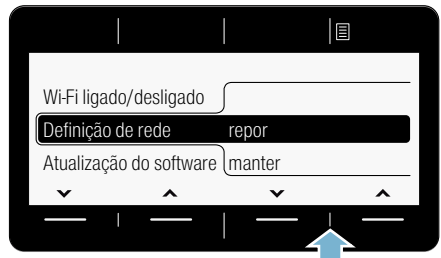 Wi-Fi ligado/desligado
Definição de rede repor
Atualização do software manter